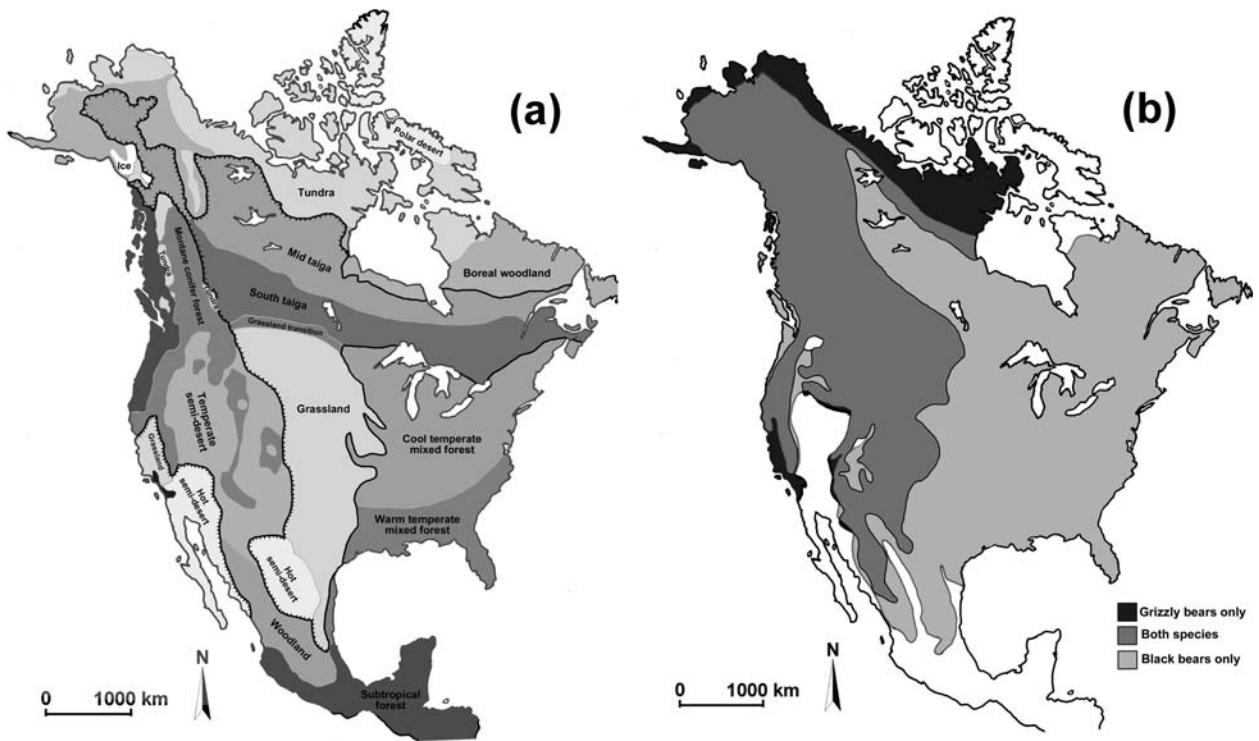 (a)
Polar desert
Ice
Tundra
Tundra
Montane conifer forest
Mid taiga
Boreal woodland
South taiga
Grassland transition
Temperate
semi-desert
Grassland
Grassland
Cool temperate
mixed forest
Hot
semi-desert
Warm temperate
mixed forest
Hot
semi-desert
Woodland
Subtropical
forest
N
0 1000 km
(b)
Grizzly bears only
Both species
Black bears only
N
0 1000 km